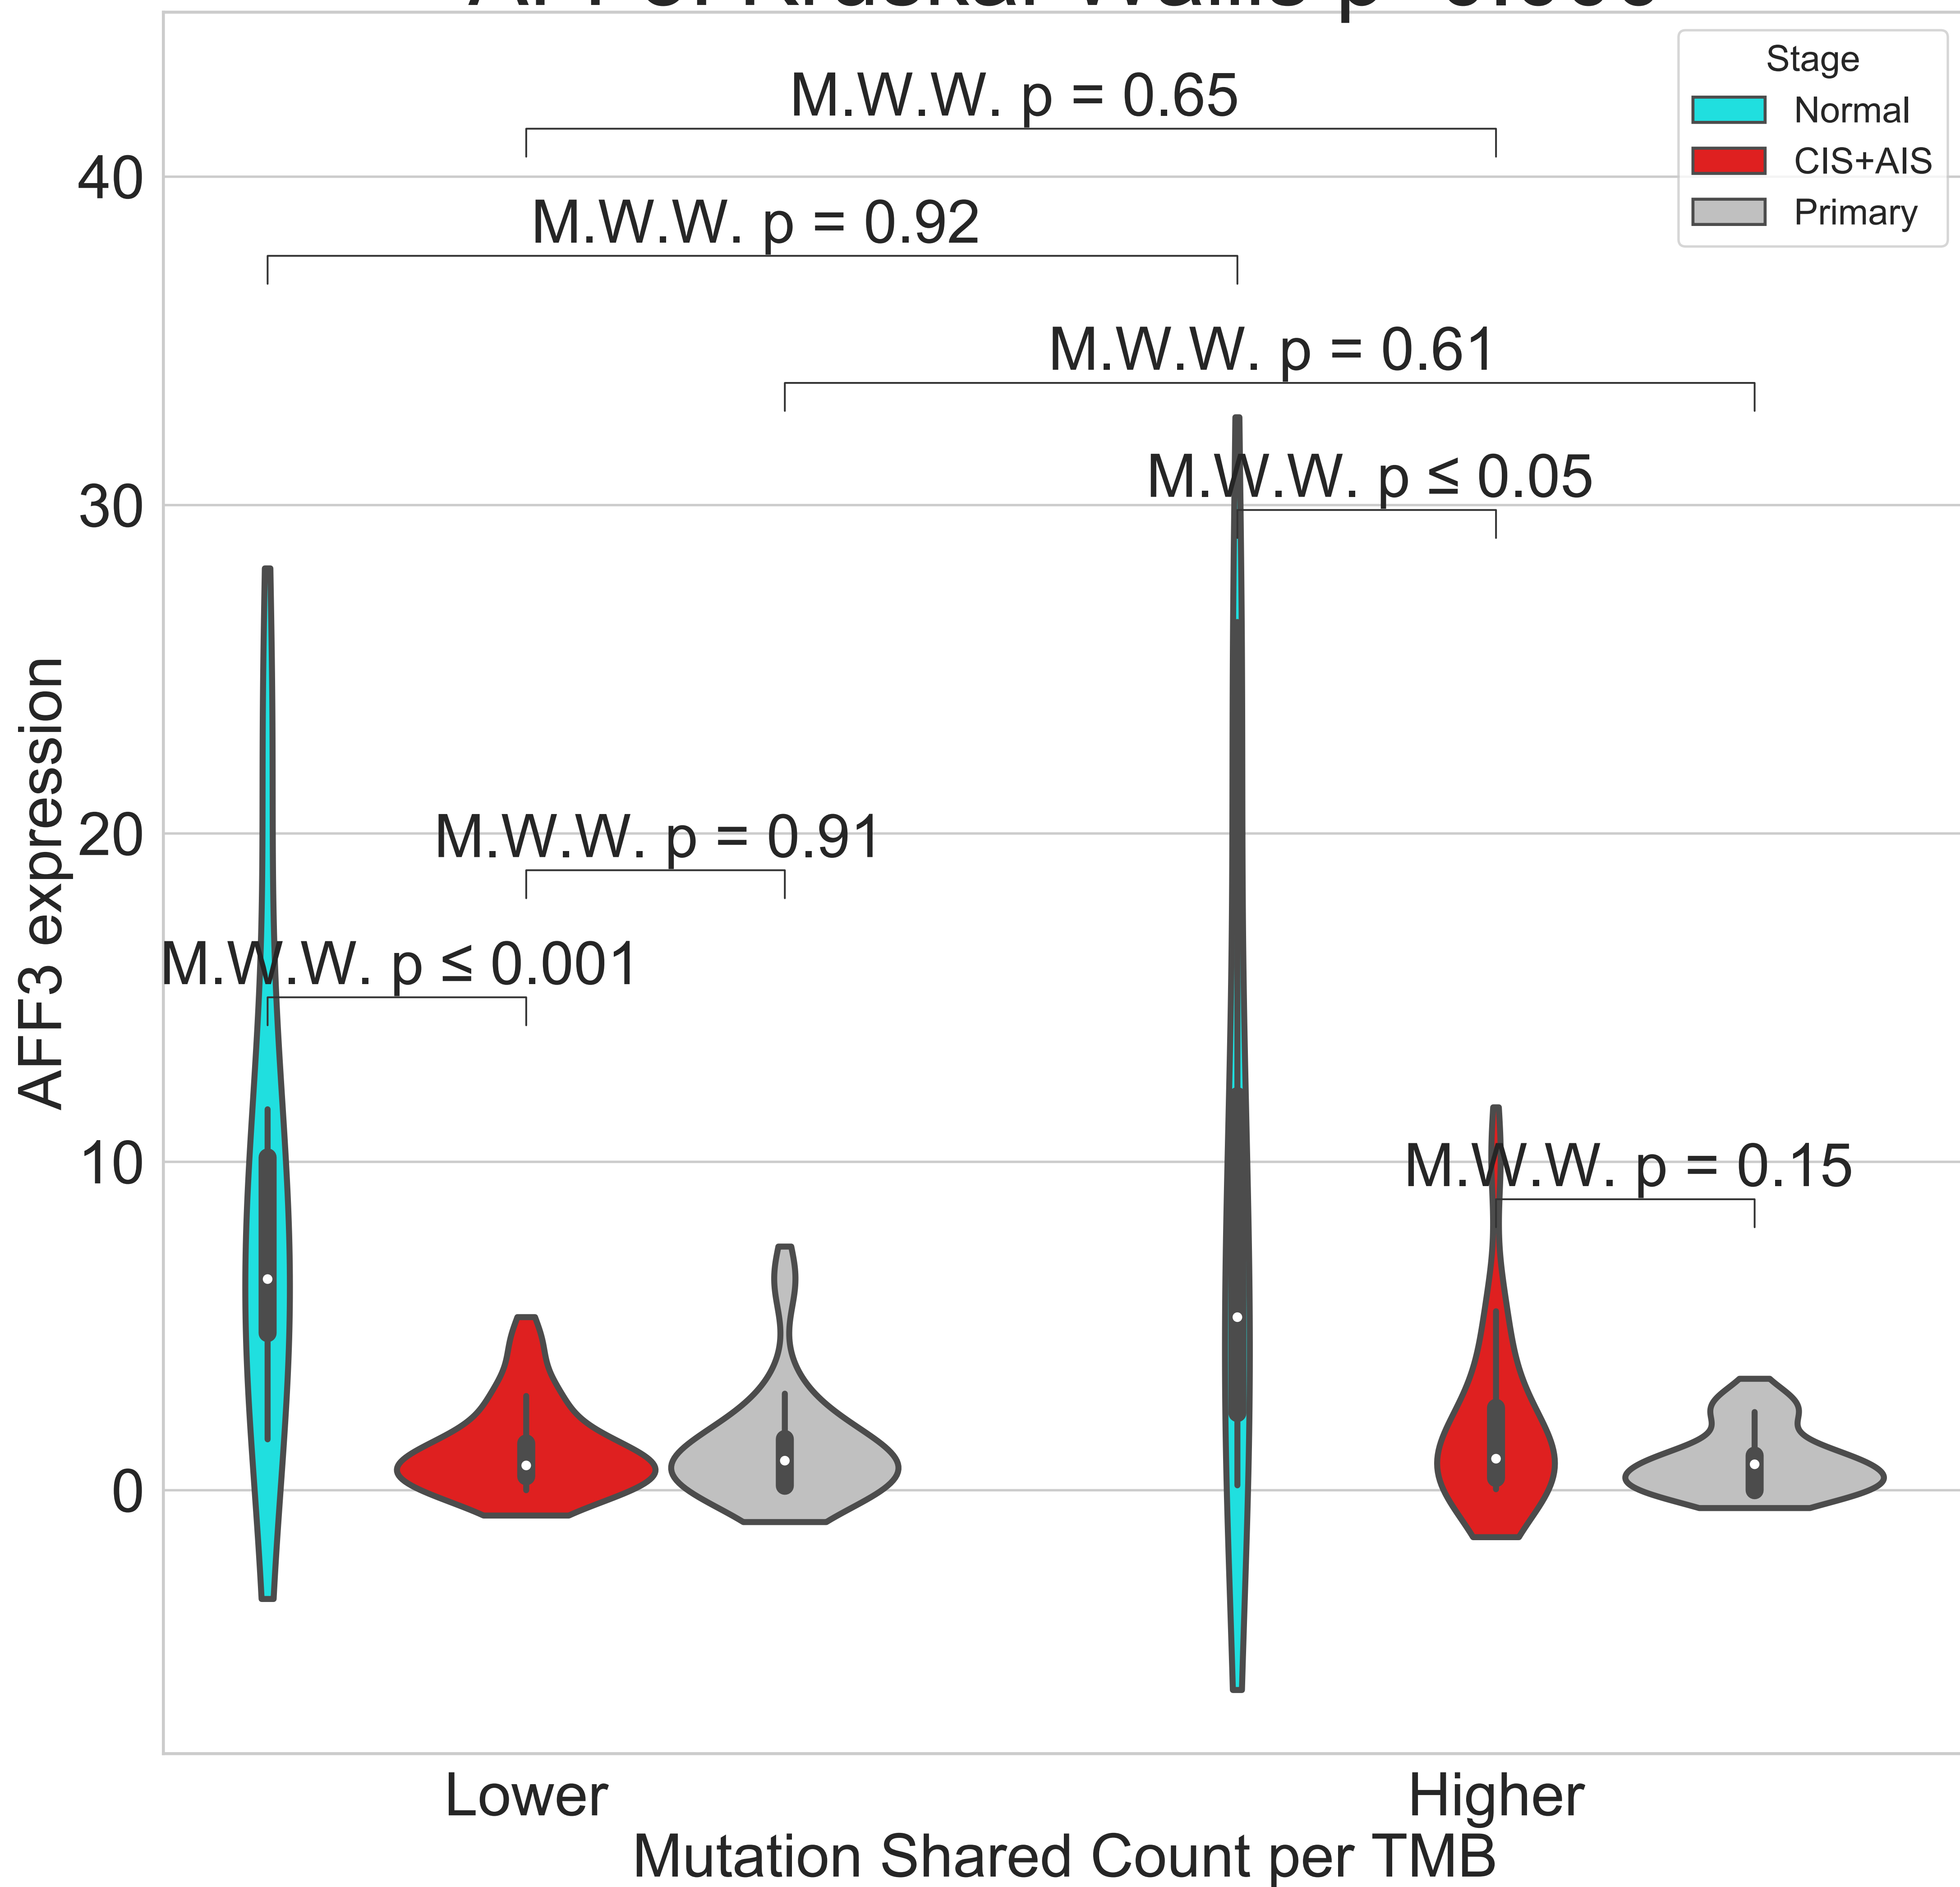 Stage
Normal
CIS+AIS
Primary
M.W.W. p = 0.65
M.W.W. p = 0.92
M.W.W. p = 0.61
M.W.W. p ≤ 0.05
M.W.W. p = 0.91
M.W.W. p ≤ 0.001
M.W.W. p = 0.15
40
30
20
10
0
AFF3 expression
Lower
Higher
Mutation Shared Count per TMB